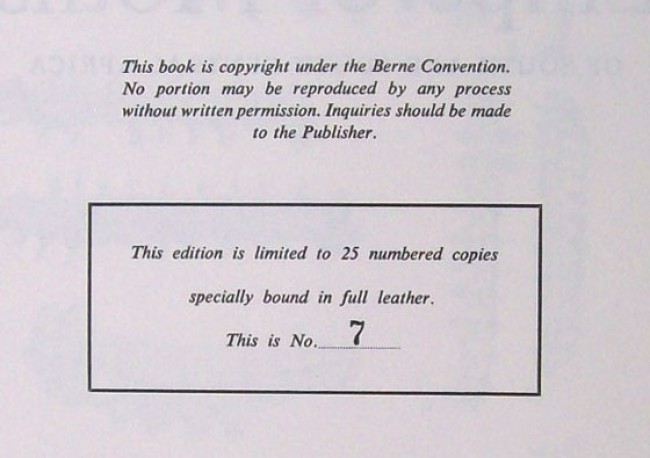 This book is copyright under the Berne Convention.
No portion may be reproduced by any process
without written permission. Inquiries should be made
to the Publisher.
This edition is limited to 25 numbered copies
specially bound in full leather.
This is No. 7